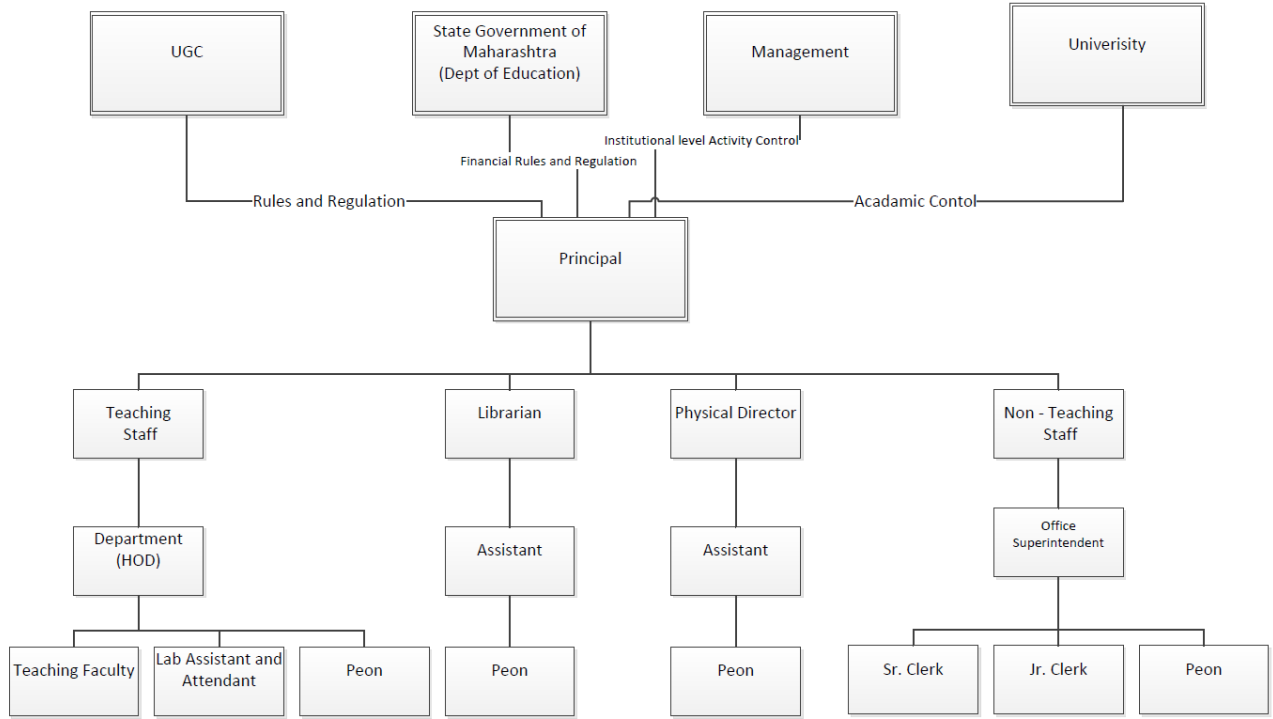 UGC
State Government of
Maharashtra
(Dept of Education)
Management
Univerisity
Institutional level Activity Control
Financial Rules and Regulation
Rules and Regulation
Acadamic Contol
Principal
Teaching
Staff
Librarian
Physical Director
Non - Teaching
Staff
Department
(HOD)
Assistant
Assistant
Office
Superintendent
Teaching Faculty
Lab Assistant and
Attendant
Peon
Peon
Peon
Sr. Clerk
Jr. Clerk
Peon